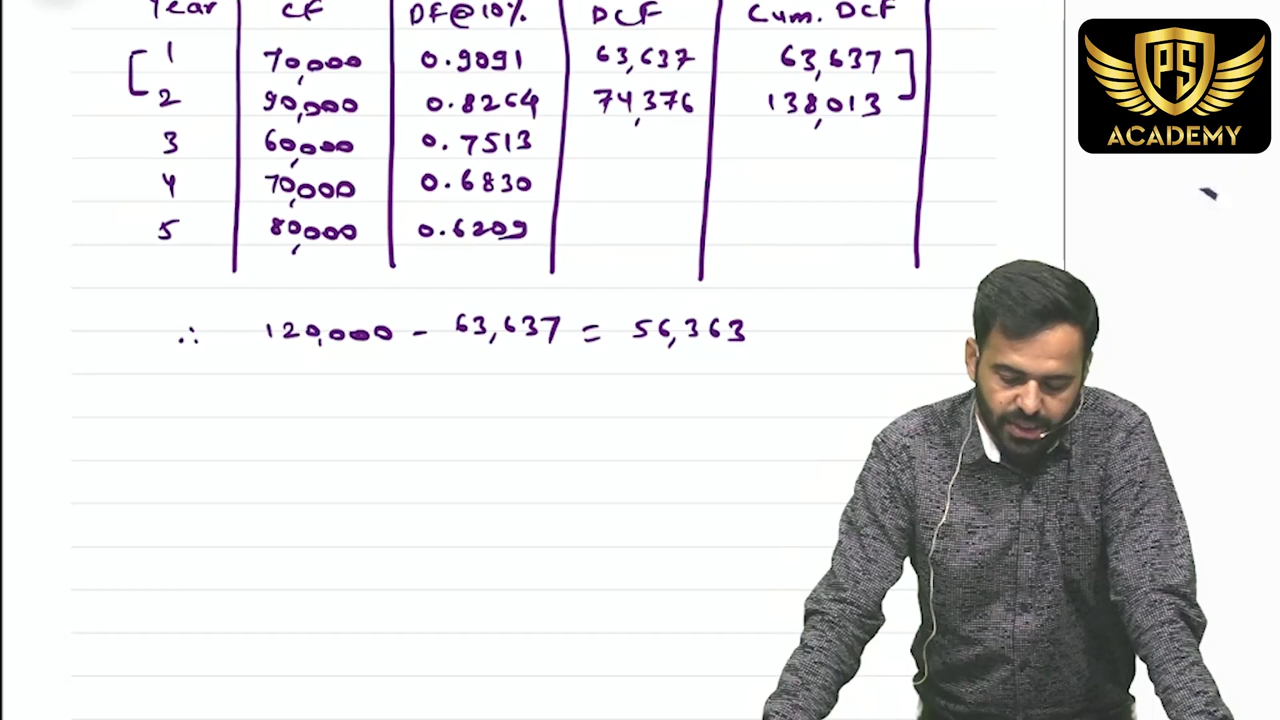 Year CF DF@10% DCF Cum. DCF
1 70,000 0.9091 63,637 63,637
2 90,000 0.8264 74,376 138,013
3 60,000 0.7513
4 70,000 0.6830
5 80,000 0.6209
∴ 120,000 - 63,637 = 56,363
PS
ACADEMY